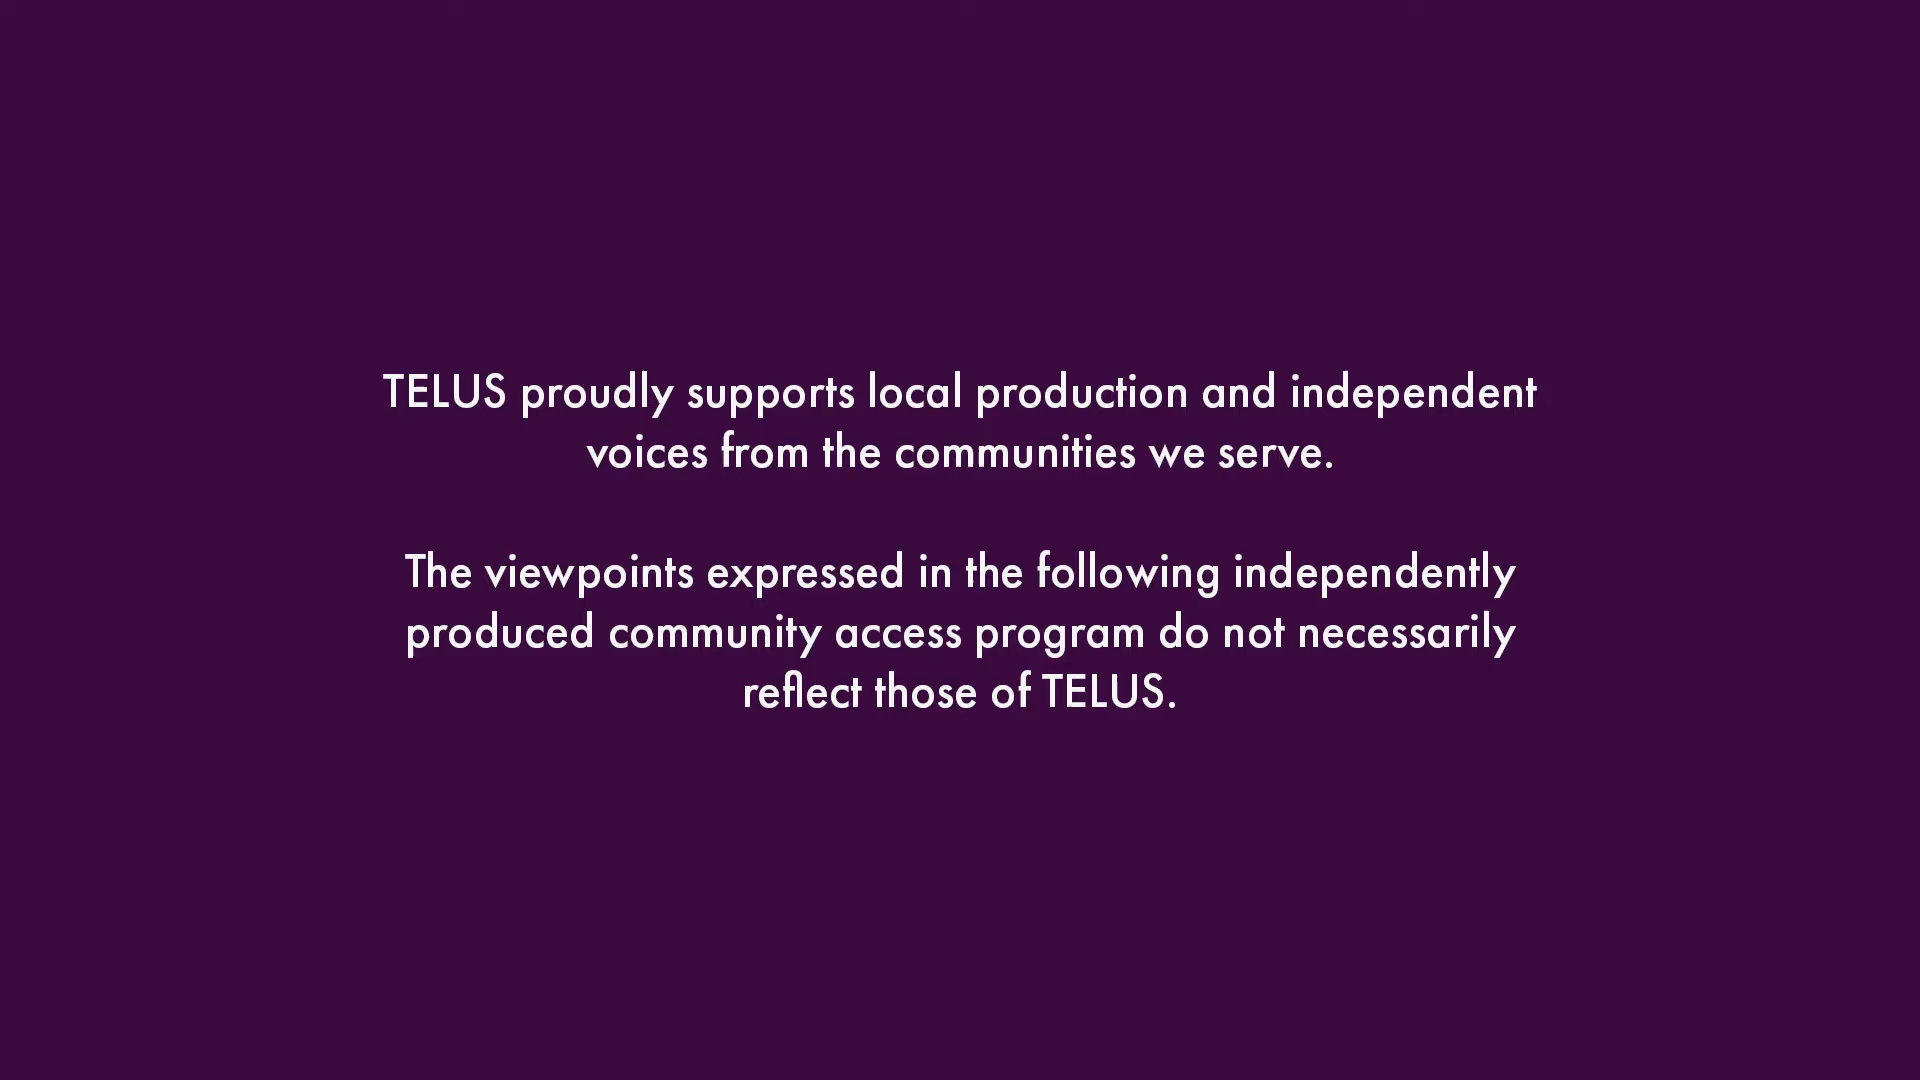 TELUS proudly supports local production and independent
voices from the communities we serve.
The viewpoints expressed in the following independently
produced community access program do not necessarily
reflect those of TELUS.